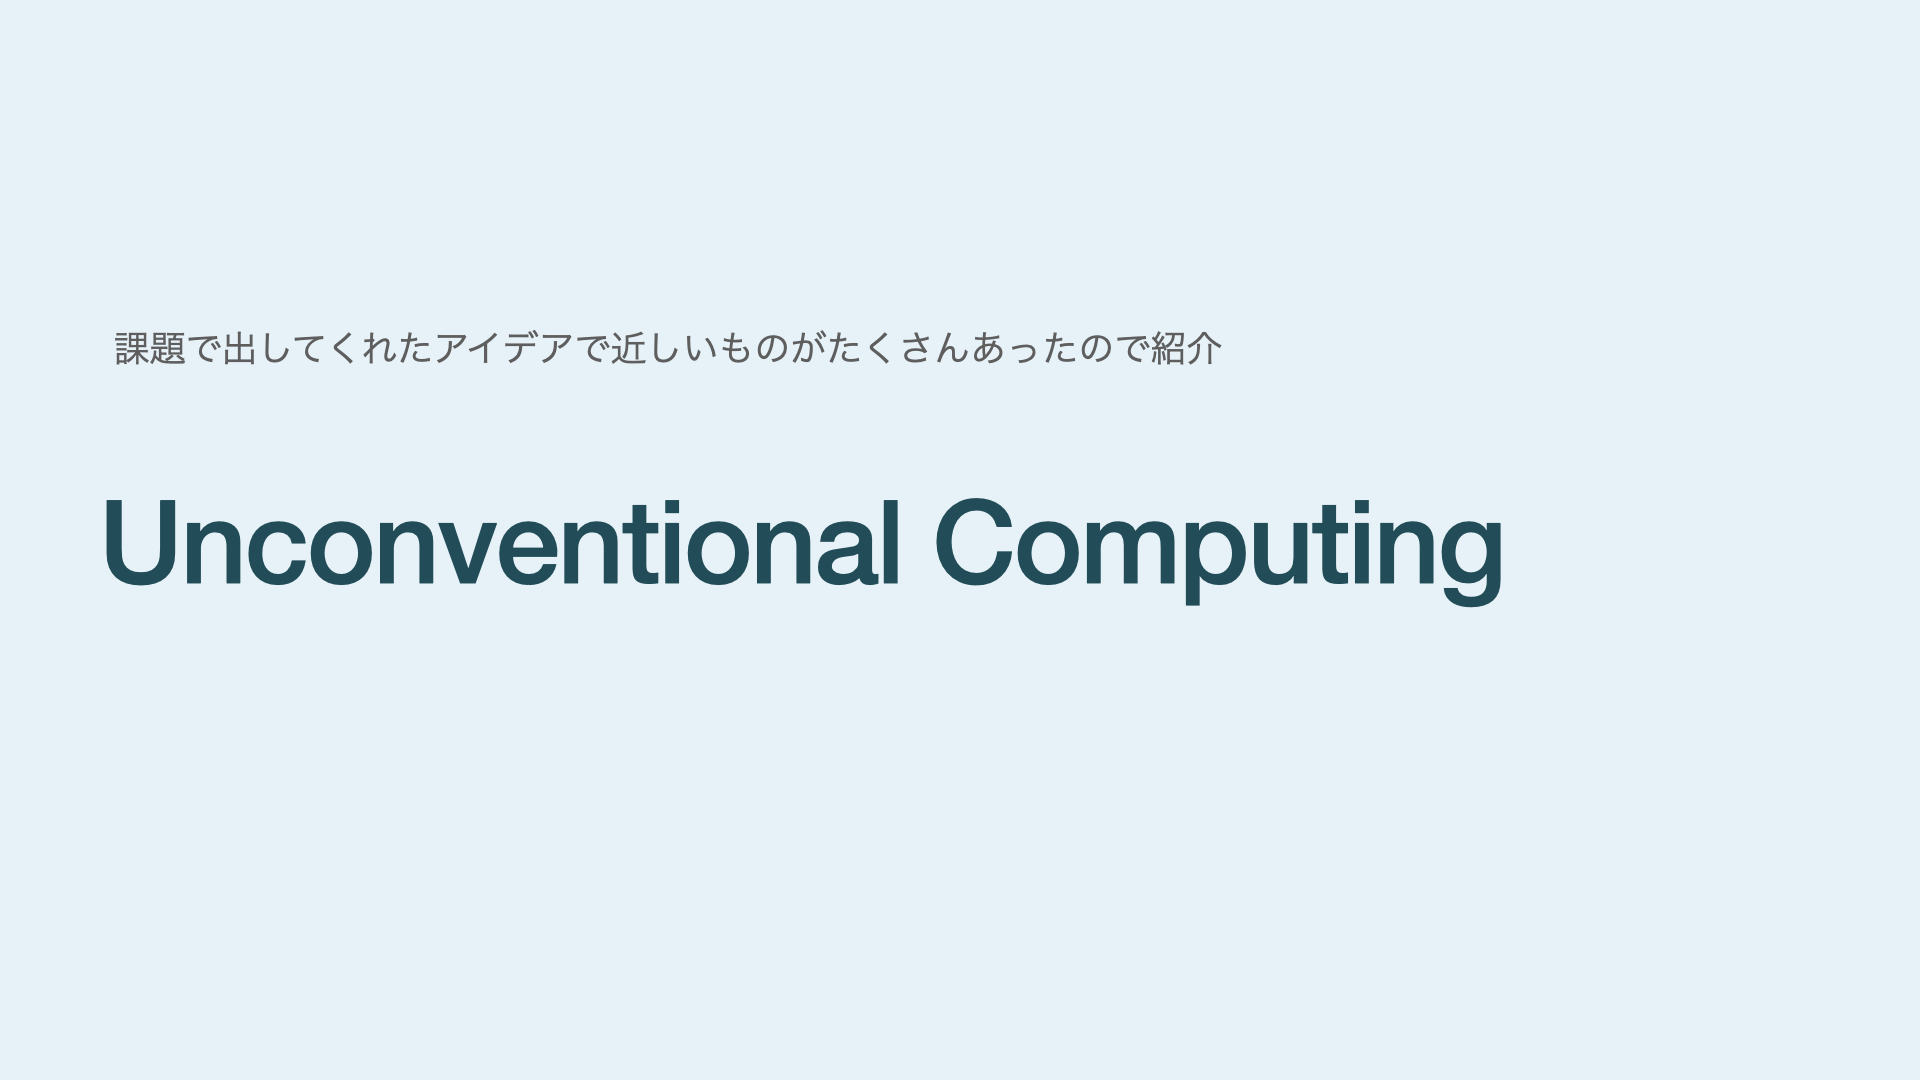 課題で出してくれたアイデアで近しいものがたくさんあったので紹介
Unconventional Computing